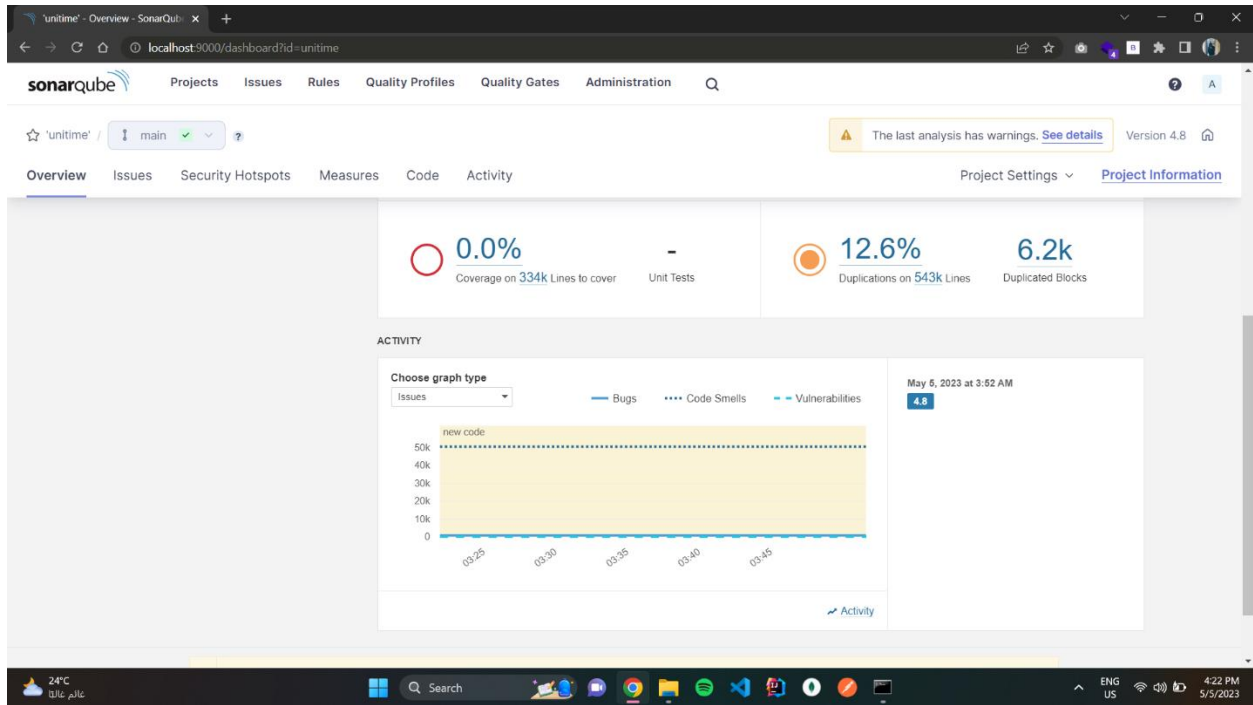 'unitime' - Overview - SonarQub
localhost:9000/dashboard?id=unitime
sonarqube Projects Issues Rules Quality Profiles Quality Gates Administration A
'unitime' / main ? The last analysis has warnings. See details Version 4.8
Overview Issues Security Hotspots Measures Code Activity Project Settings Project Information
0.0% - 12.6% 6.2k
Coverage on 334k Lines to cover Unit Tests Duplications on 543k Lines Duplicated Blocks
ACTIVITY
Choose graph type
Issues Bugs Code Smells Vulnerabilities
May 5, 2023 at 3:52 AM
4.8
new code
50k
40k
30k
20k
10k
0
03:25 03:30 03:35 03:40 03:45
Activity
24°C
غائم غالبًا
Search
ENG
US
4:22 PM
5/5/2023